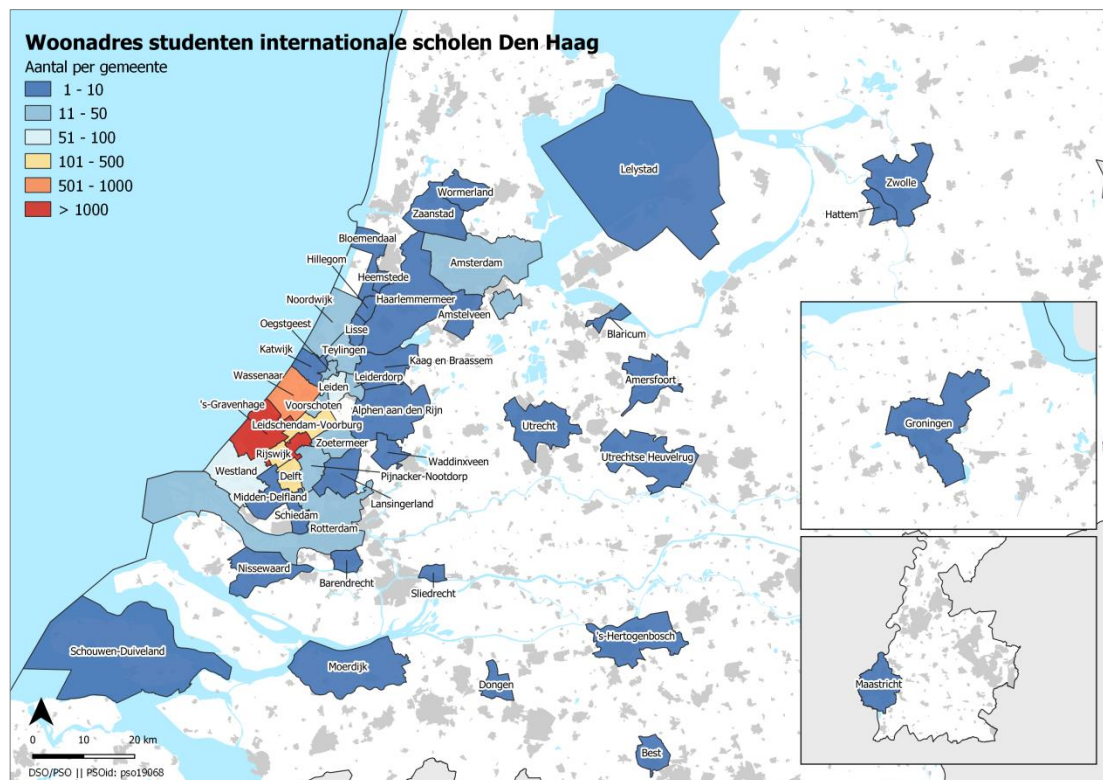 Woonadres studenten internationale scholen Den Haag
Aantal per gemeente
1 - 10
11 - 50
51 - 100
101 - 500
501 - 1000
> 1000
Lelystad
Zwolle
Hattem
Wormerland
Zaanstad
Bloemendaal
Amsterdam
Hillegom
Heemstede
Haarlemmermeer
Noordwijk
Amstelveen
Oegstgeest
Lisse
Blaricum
Katwijk
Teylingen
Kaag en Braassem
Wassenaar
Leiderdorp
Amersfoort
Leiden
's-Gravenhage
Voorschoten
Alphen aan den Rijn
Leidschendam-Voorburg
Utrecht
Groningen
Zoetermeer
Rijswijk
Waddinxveen
Utrechtse Heuvelrug
Westland
Delft
Pijnacker-Nootdorp
Midden-Delfland
Lansingerland
Schiedam
Rotterdam
Nissewaard
Barendrecht
Sliedrecht
's-Hertogenbosch
Schouwen-Duiveland
Moerdijk
Dongen
Maastricht
Best
0 10 20 km
DSO/PSO || PSOid: pso19068